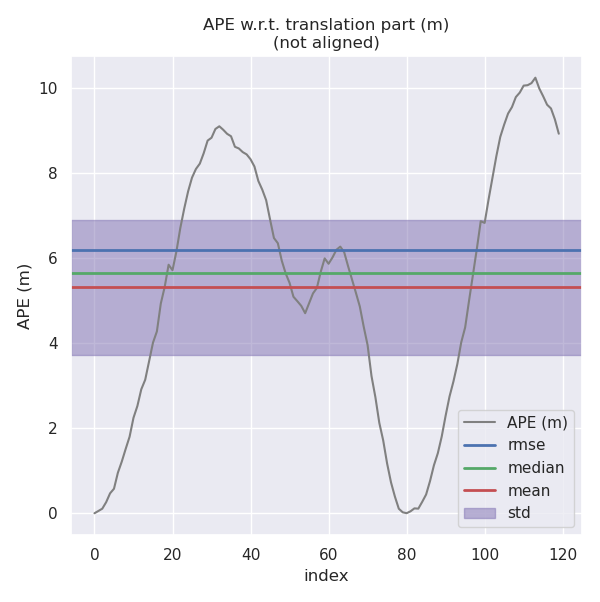 APE w.r.t. translation part (m)
(not aligned)
APE (m)
10
8
6
4
2
0
0 20 40 60 80 100 120
index
APE (m)
rmse
median
mean
std